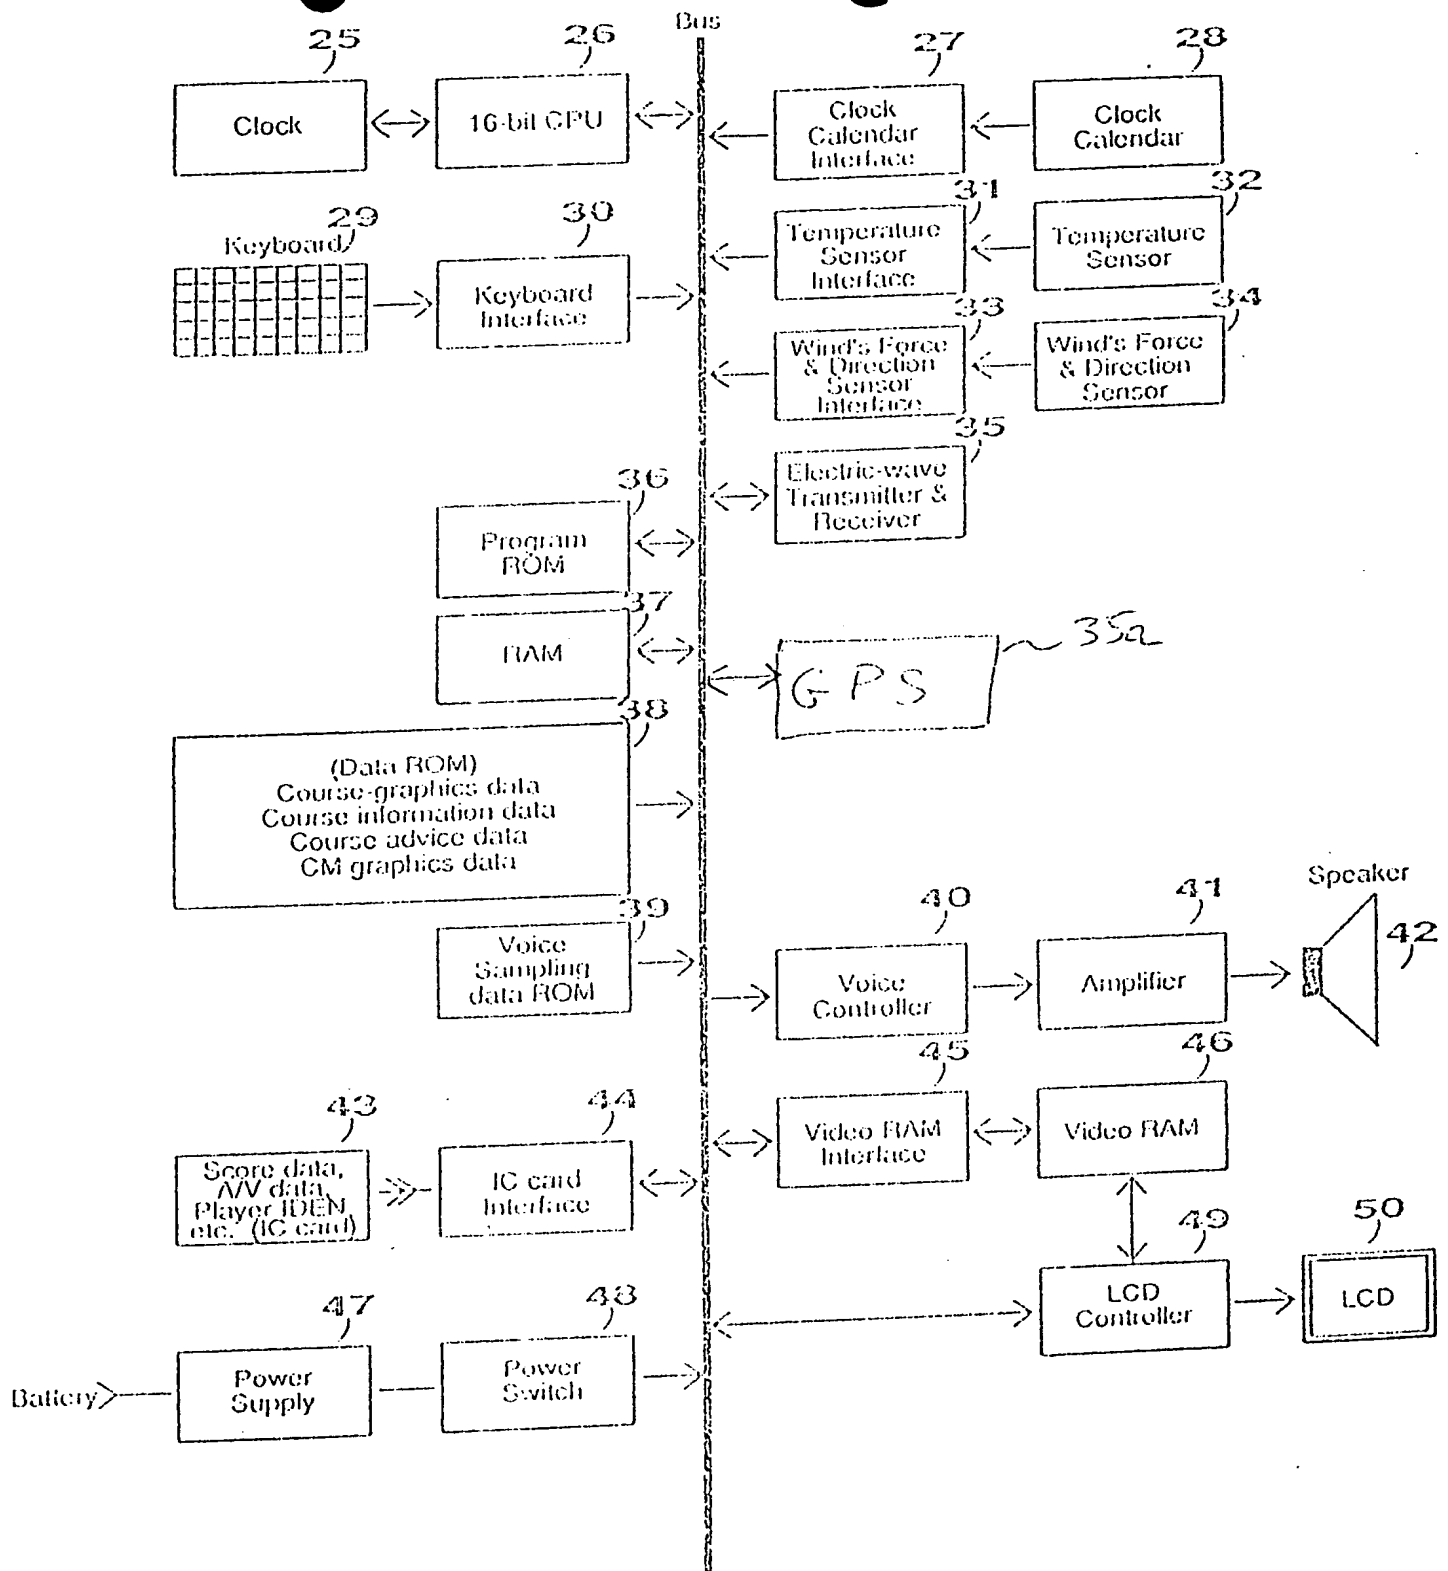 Bus
25
26
27
28
Clock
16-bit CPU
Clock
Calendar
Interface
Clock
Calendar
29
30
31
32
Keyboard
Keyboard
Interface
Temperature
Sensor
Interface
Temperature
Sensor
33
34
Wind's Force
& Direction
Sensor
Interface
Wind's Force
& Direction
Sensor
35
Electric-wave
Transmitter &
Receiver
36
Program
ROM
37
RAM
35a
GPS
38
(Data ROM)
Course-graphics data
Course information data
Course advice data
CM graphics data
39
Voice
Sampling
data ROM
40
Voice
Controller
41
Amplifier
Speaker
42
43
Score data,
A/V data,
Player IDEN,
etc. (IC card)
44
IC card
Interface
45
Video RAM
Interface
46
Video RAM
49
LCD
Controller
50
LCD
47
48
Battery
Power
Supply
Power
Switch